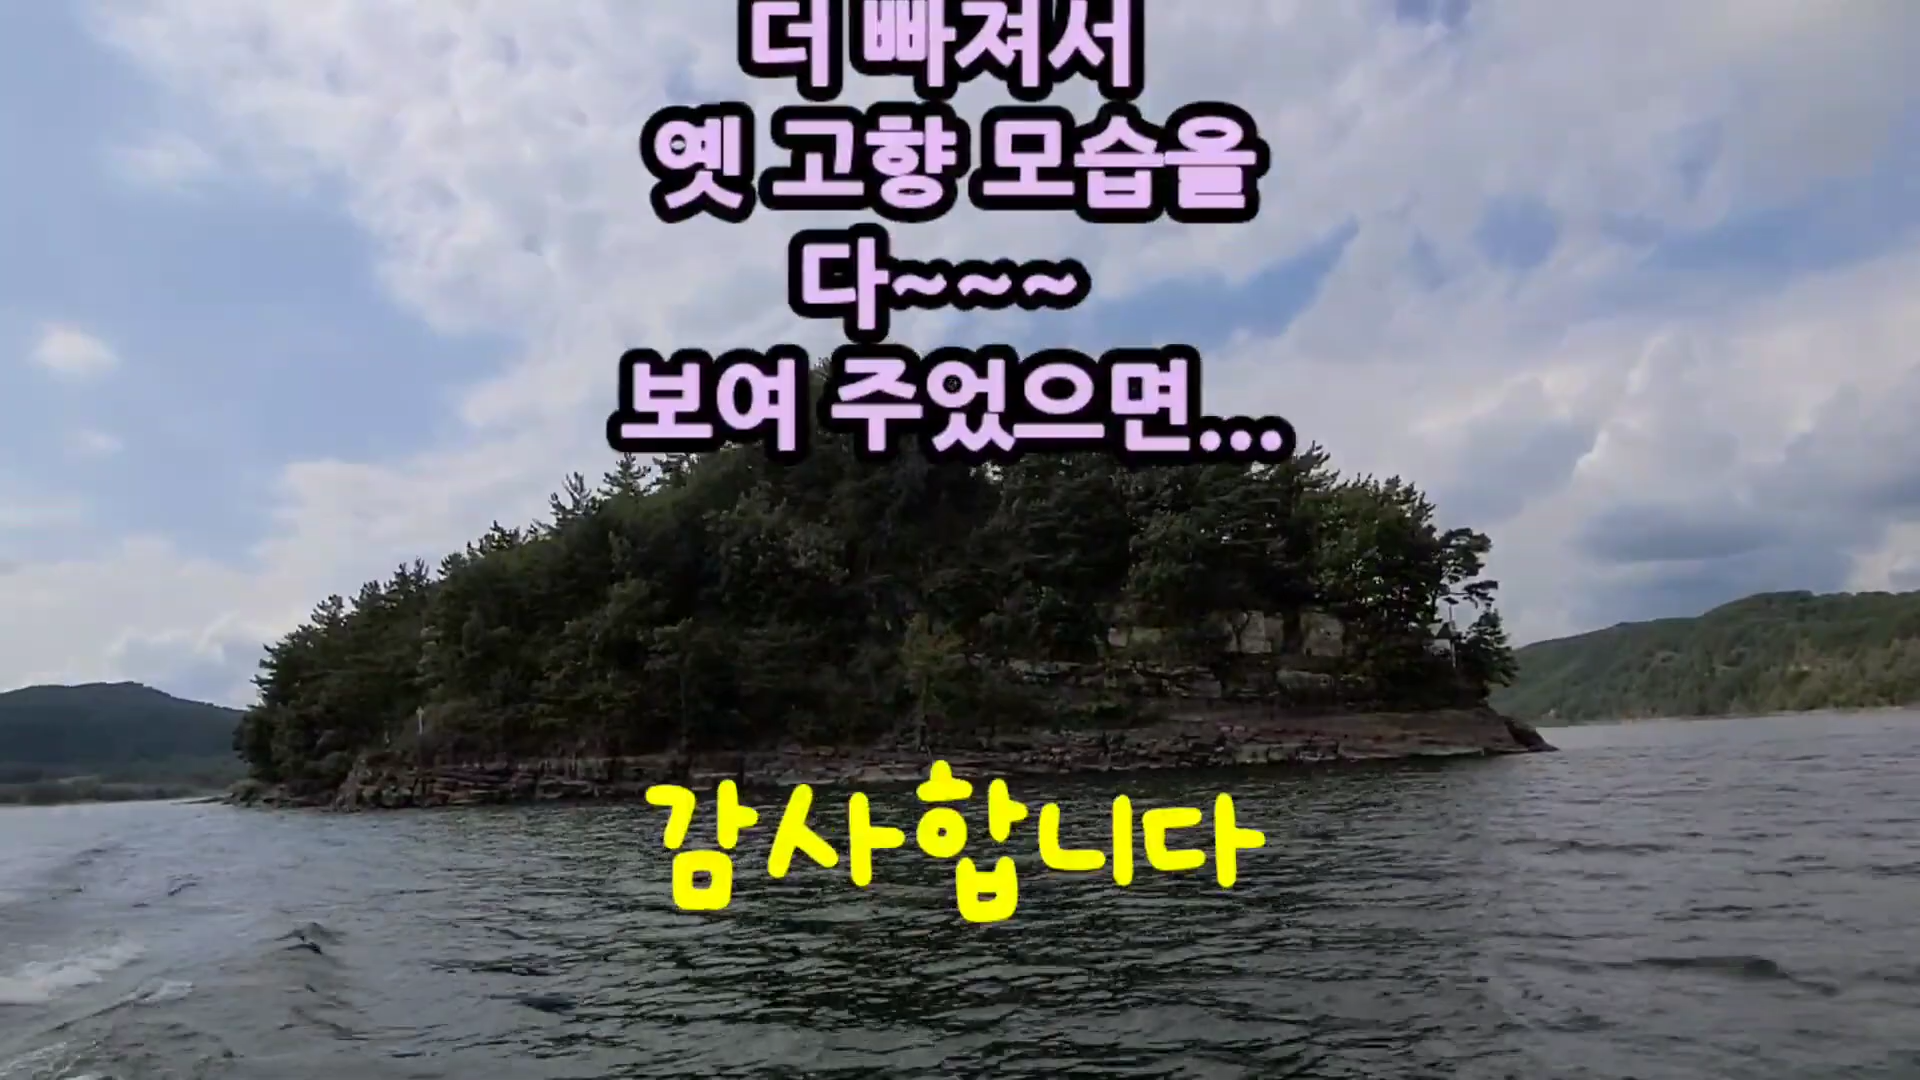 더 빠져서
옛 고향 모습을
다~~~
보여 주었으면...
감사합니다